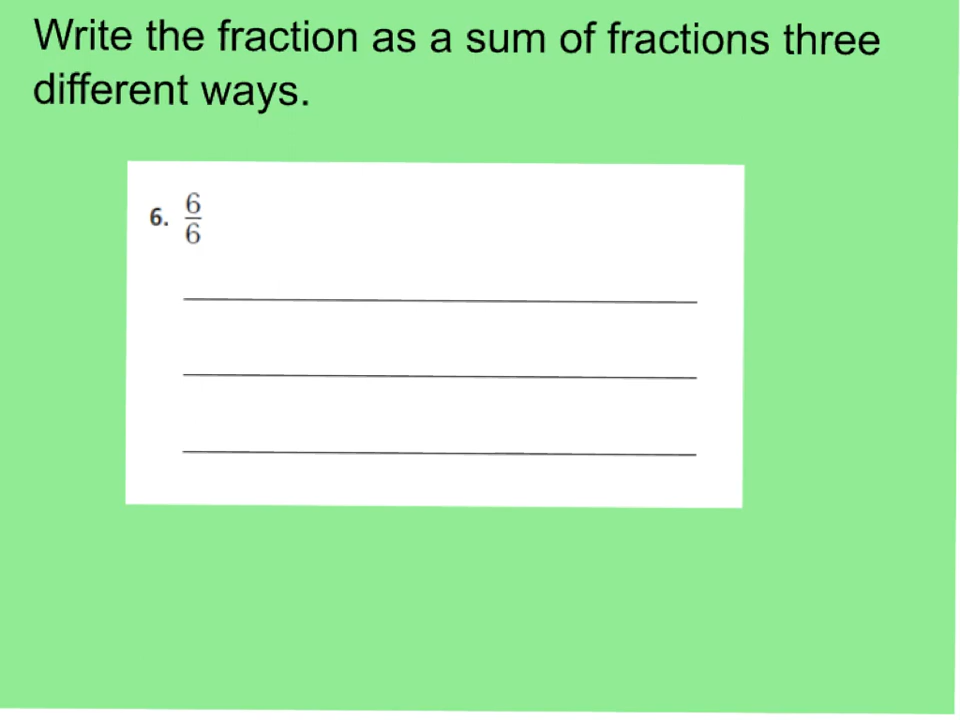 Write the fraction as a sum of fractions three
different ways.
6. 6/6